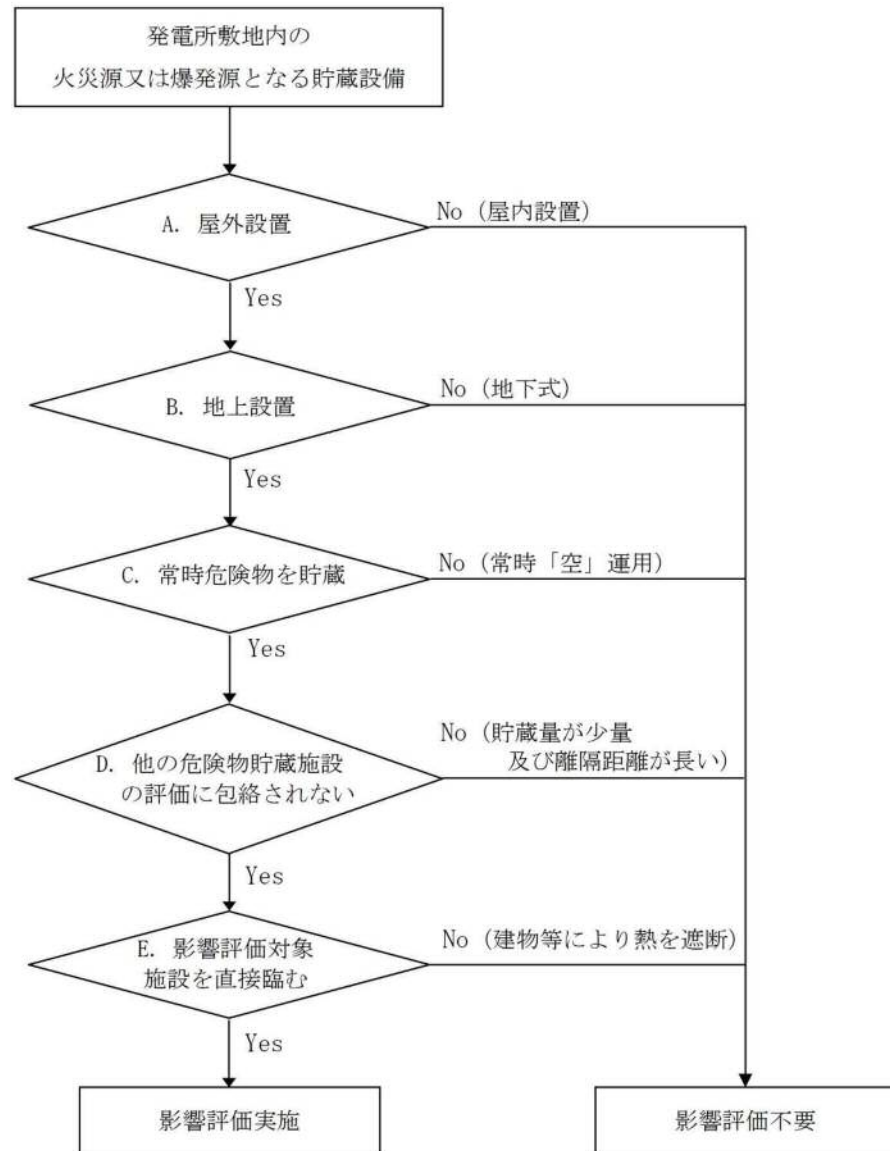 発電所敷地内の
火災源又は爆発源となる貯蔵設備
A. 屋外設置
No (屋内設置)
Yes
B. 地上設置
No (地下式)
Yes
C. 常時危険物を貯蔵
No (常時「空」運用)
Yes
No (貯蔵量が少量
及び離隔距離が長い)
D. 他の危険物貯蔵施設
の評価に包絡されない
Yes
E. 影響評価対象
施設を直接臨む
No (建物等により熱を遮断)
Yes
影響評価実施
影響評価不要